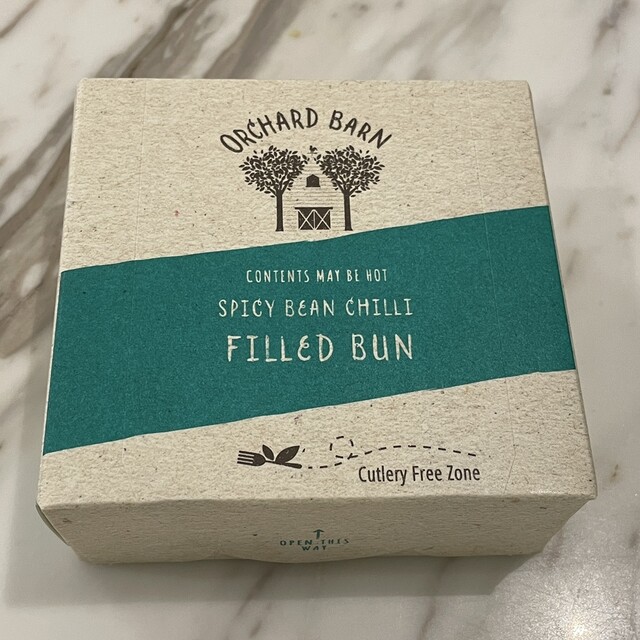 ORCHARD BARN
CONTENTS MAY BE HOT
SPICY BEAN CHILLI
FILLED BUN
Cutlery Free Zone
OPEN THIS
WAY